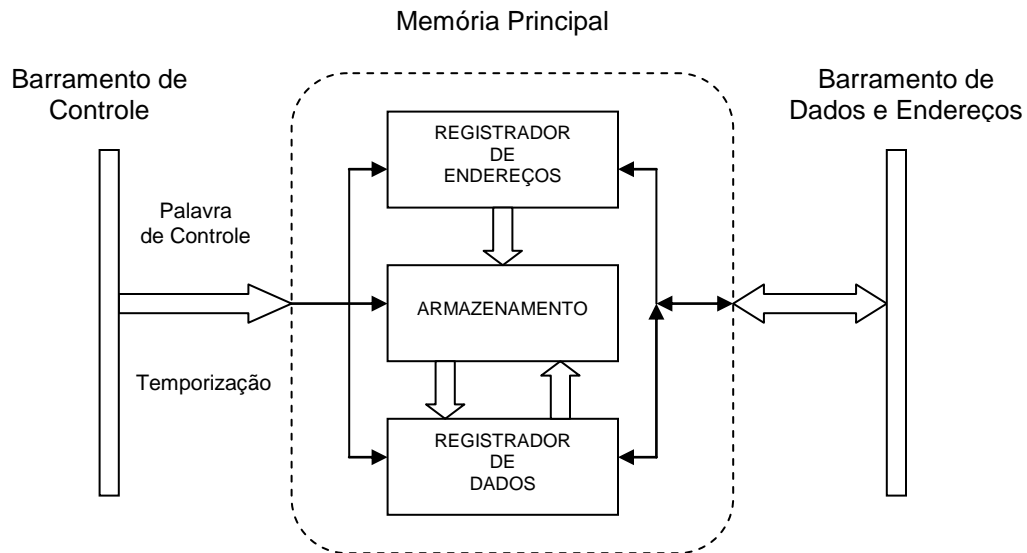 Memória Principal
Barramento de
Controle
Barramento de
Dados e Endereços
REGISTRADOR
DE
ENDEREÇOS
Palavra
de Controle
ARMAZENAMENTO
Temporização
REGISTRADOR
DE
DADOS